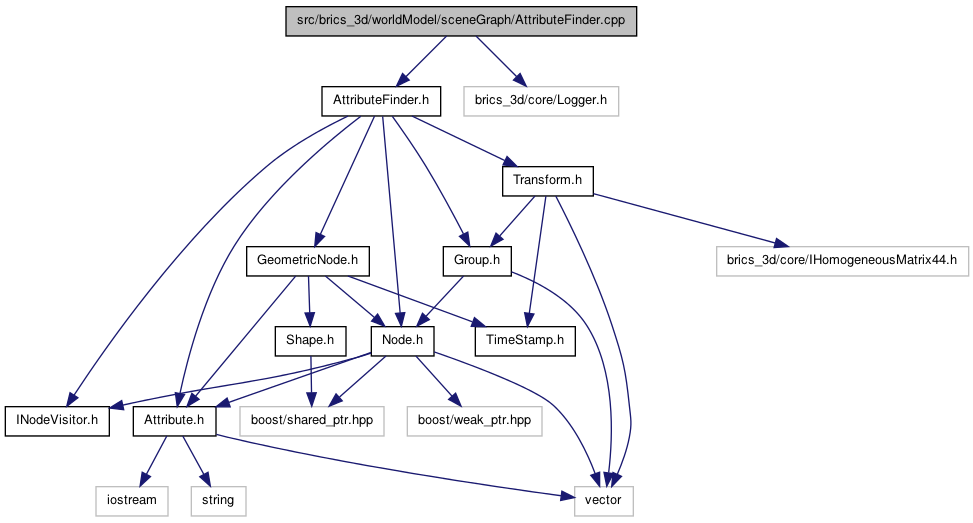 src/brics_3d/worldModel/sceneGraph/AttributeFinder.cpp
AttributeFinder.h
brics_3d/core/Logger.h
Transform.h
GeometricNode.h
Group.h
brics_3d/core/IHomogeneousMatrix44.h
Shape.h
Node.h
TimeStamp.h
INodeVisitor.h
Attribute.h
boost/shared_ptr.hpp
boost/weak_ptr.hpp
iostream
string
vector